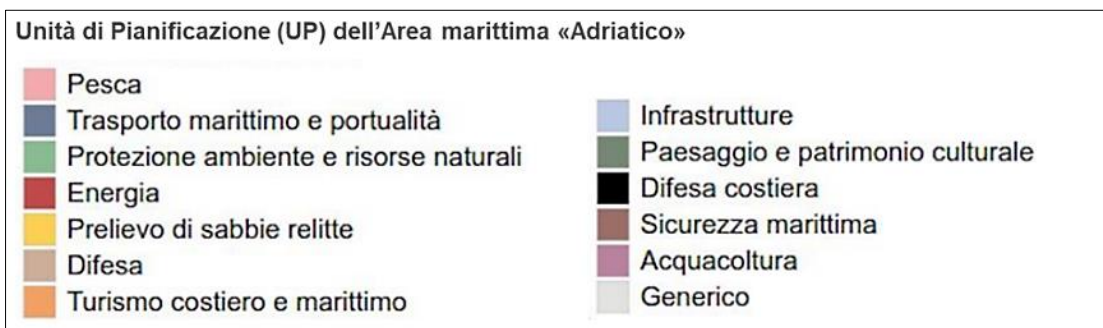 Unità di Pianificazione (UP) dell'Area marittima «Adriatico»
Pesca
Trasporto marittimo e portualità
Protezione ambiente e risorse naturali
Energia
Prelievo di sabbie relitte
Difesa
Turismo costiero e marittimo
Infrastrutture
Paesaggio e patrimonio culturale
Difesa costiera
Sicurezza marittima
Acquacoltura
Generico